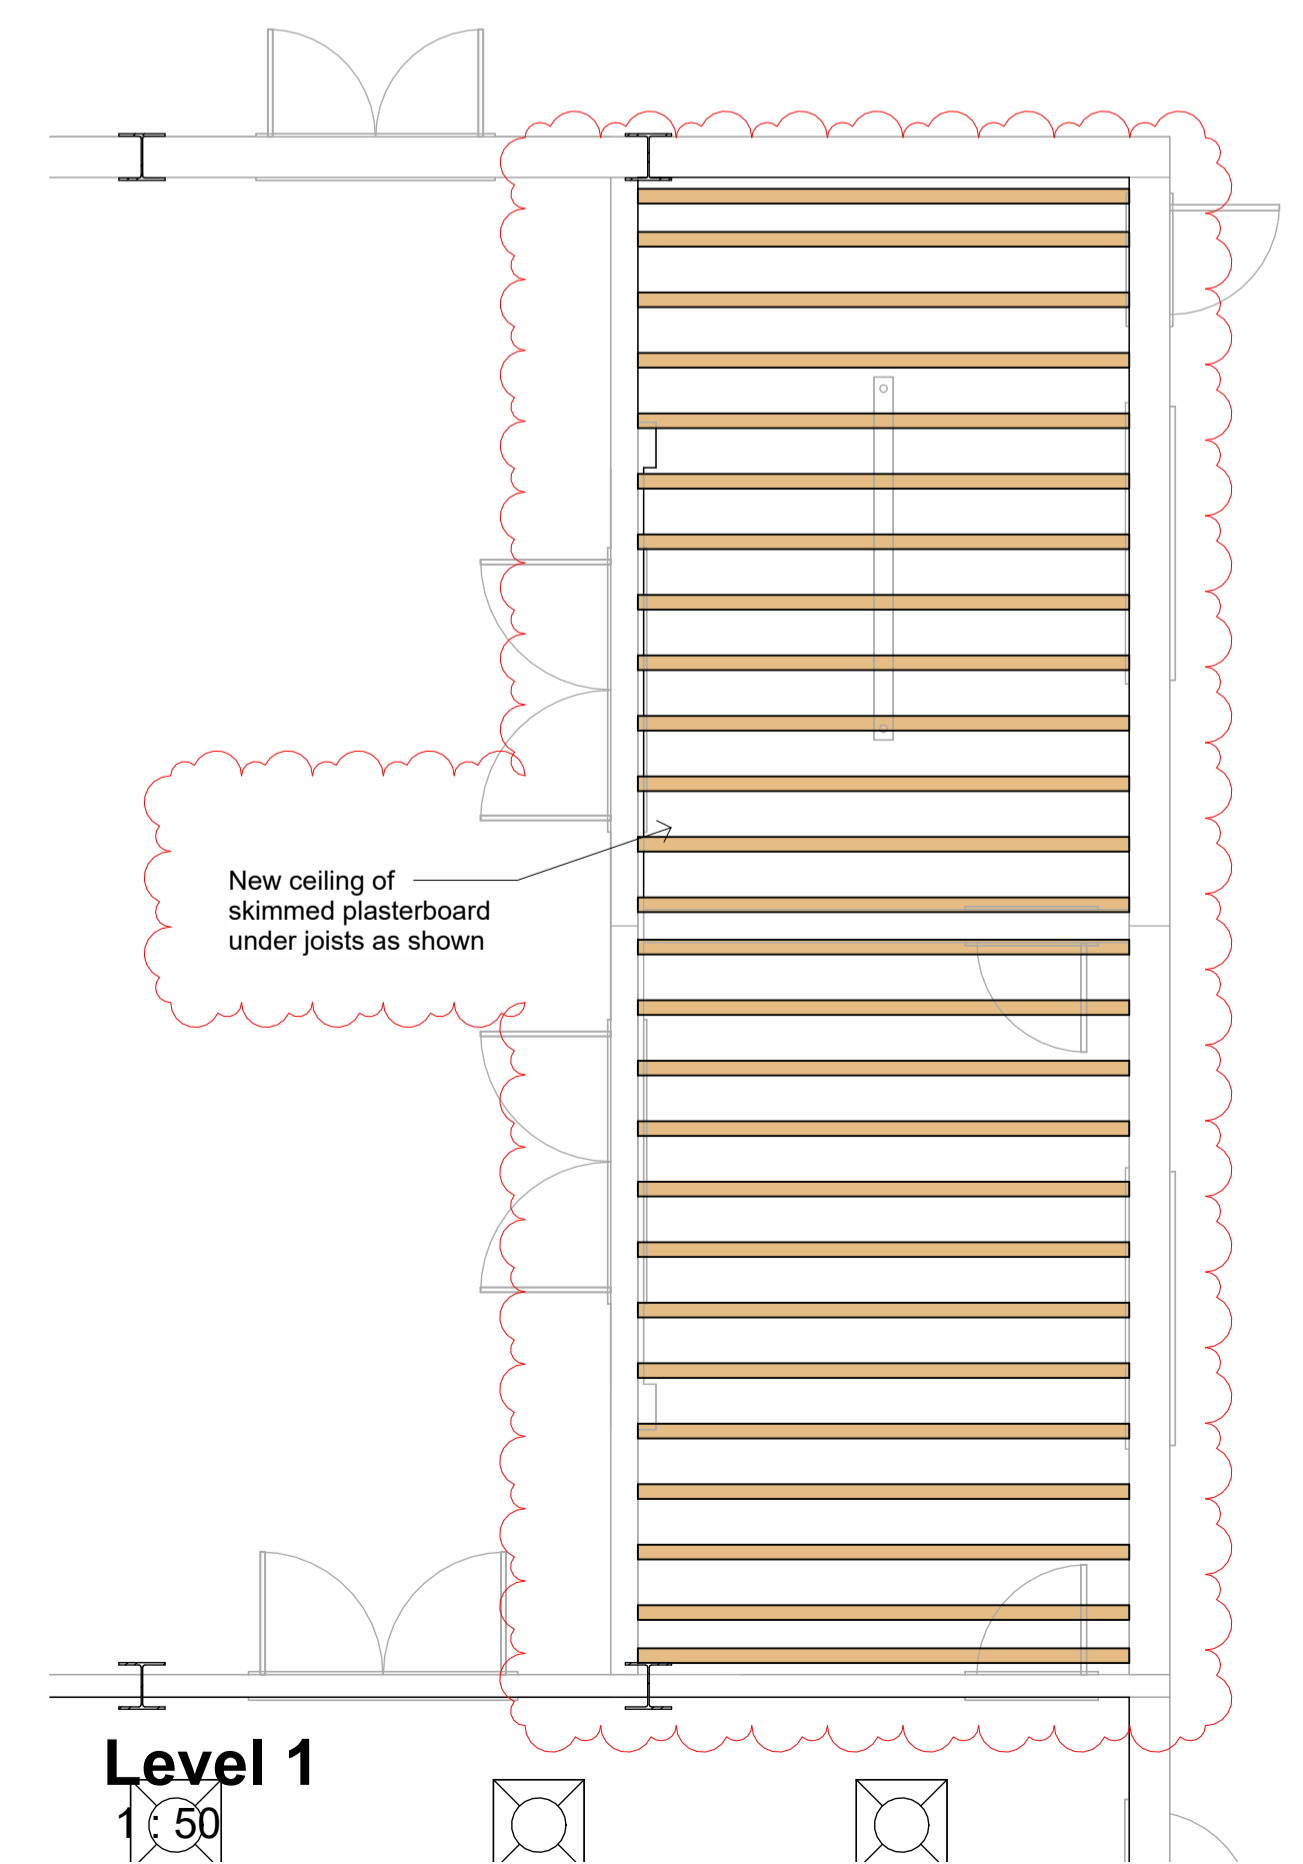 New ceiling of
skimmed plasterboard
under joists as shown
Level 1
1 : 50